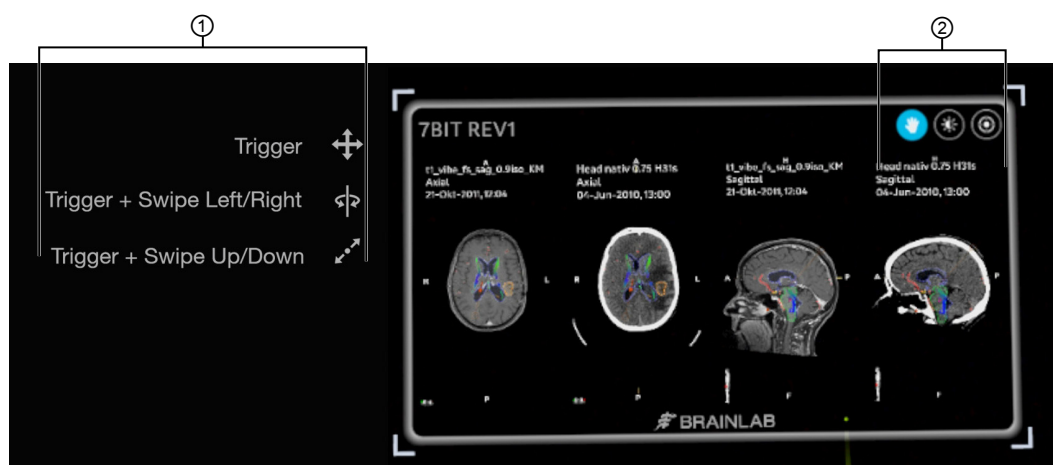 ① ②
Trigger
Trigger + Swipe Left/Right
Trigger + Swipe Up/Down
7BIT REV1
A
t1_vibe_fs_sag_0.9iso_KM
Axial
21-Okt-2011, 12:04
A
Head nativ 0.75 H31s
Axial
04-Jun-2010, 13:00
H
t1_vibe_fs_sag_0.9iso_KM
Sagittal
21-Okt-2011, 12:04
H
Head nativ 0.75 H31s
Sagittal
04-Jun-2010, 13:00
R L R L A P A P
P P F F
BRAINLAB